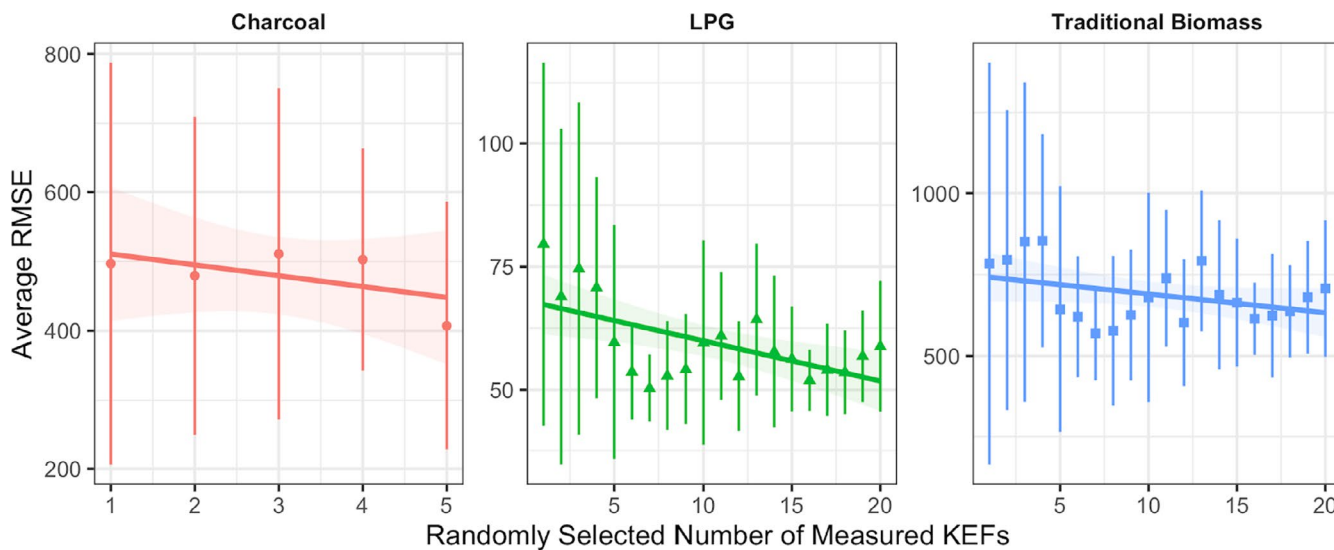 Charcoal
LPG
Traditional Biomass
Average RMSE
800
600
400
200
100
75
50
1000
500
1 2 3 4 5
5 10 15 20
5 10 15 20
Randomly Selected Number of Measured KEFs